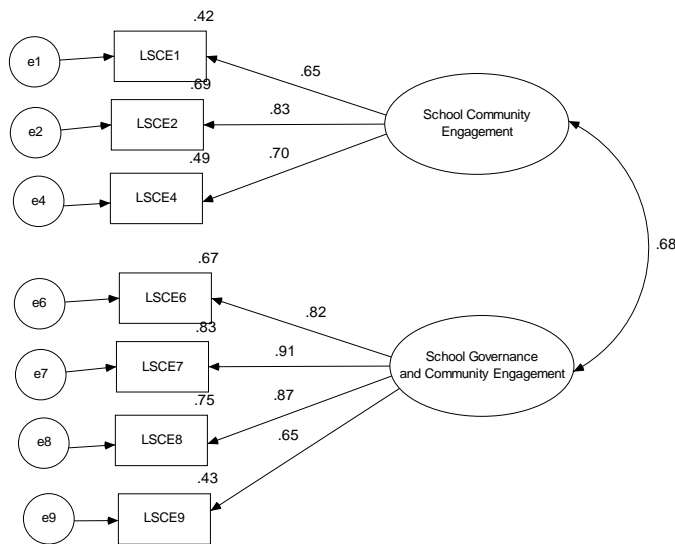 .42
e1
LSCE1
.65
.69
e2
LSCE2
.83
School Community
Engagement
.49
.70
e4
LSCE4
.68
.67
e6
LSCE6
.82
.83
e7
LSCE7
.91
School Governance
and Community Engagement
.75
.87
e8
LSCE8
.65
.43
e9
LSCE9